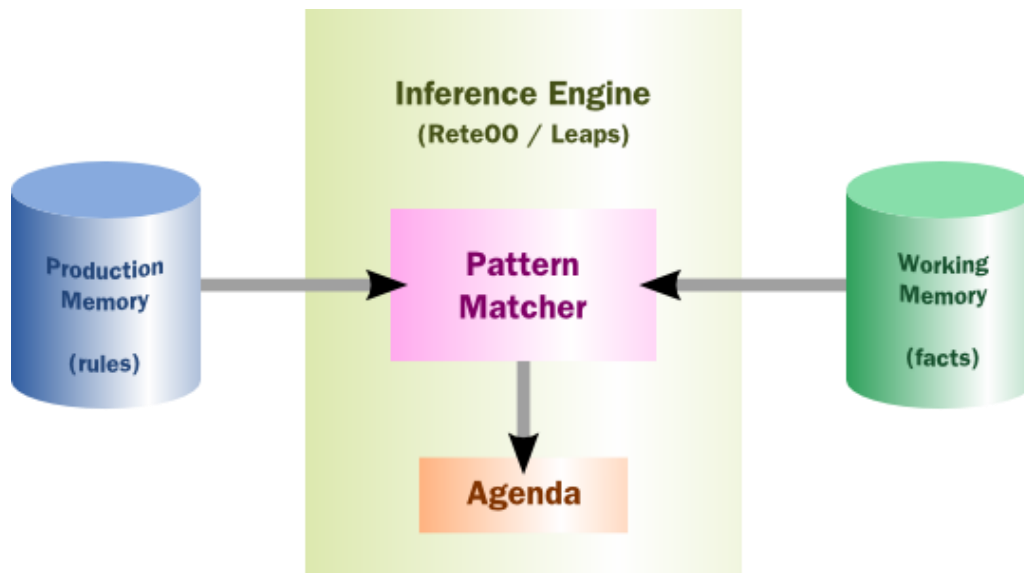 Inference Engine
(ReteOO / Leaps)
Production
Memory
(rules)
Pattern
Matcher
Working
Memory
(facts)
Agenda